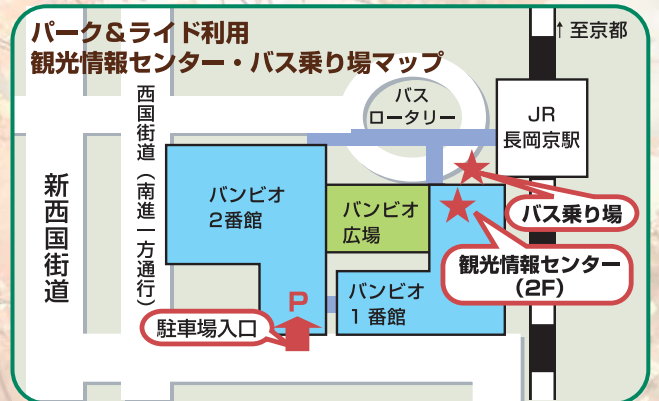 パーク＆ライド利用
観光情報センター・バス乗り場マップ
↑至京都
バス
ロータリー
JR
長岡京駅
西国街道（南進一方通行）
新西国街道
バンビオ
2番館
バンビオ
広場
バス乗り場
観光情報センター
（2F）
バンビオ
1番館
P
駐車場入口